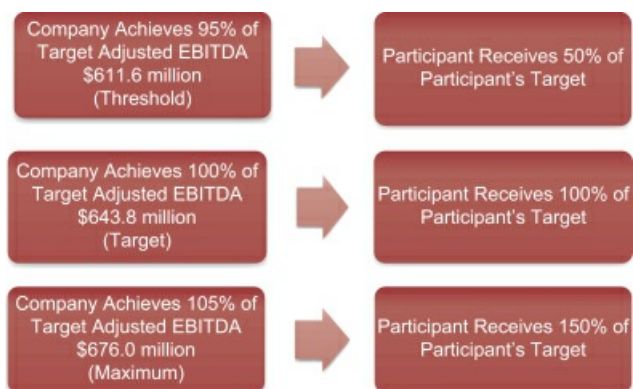 Company Achieves 95% of
Target Adjusted EBITDA
$611.6 million
(Threshold)
Participant Receives 50% of
Participant's Target
Company Achieves 100% of
Target Adjusted EBITDA
$643.8 million
(Target)
Participant Receives 100% of
Participant's Target
Company Achieves 105% of
Target Adjusted EBITDA
$676.0 million
(Maximum)
Participant Receives 150% of
Participant's Target